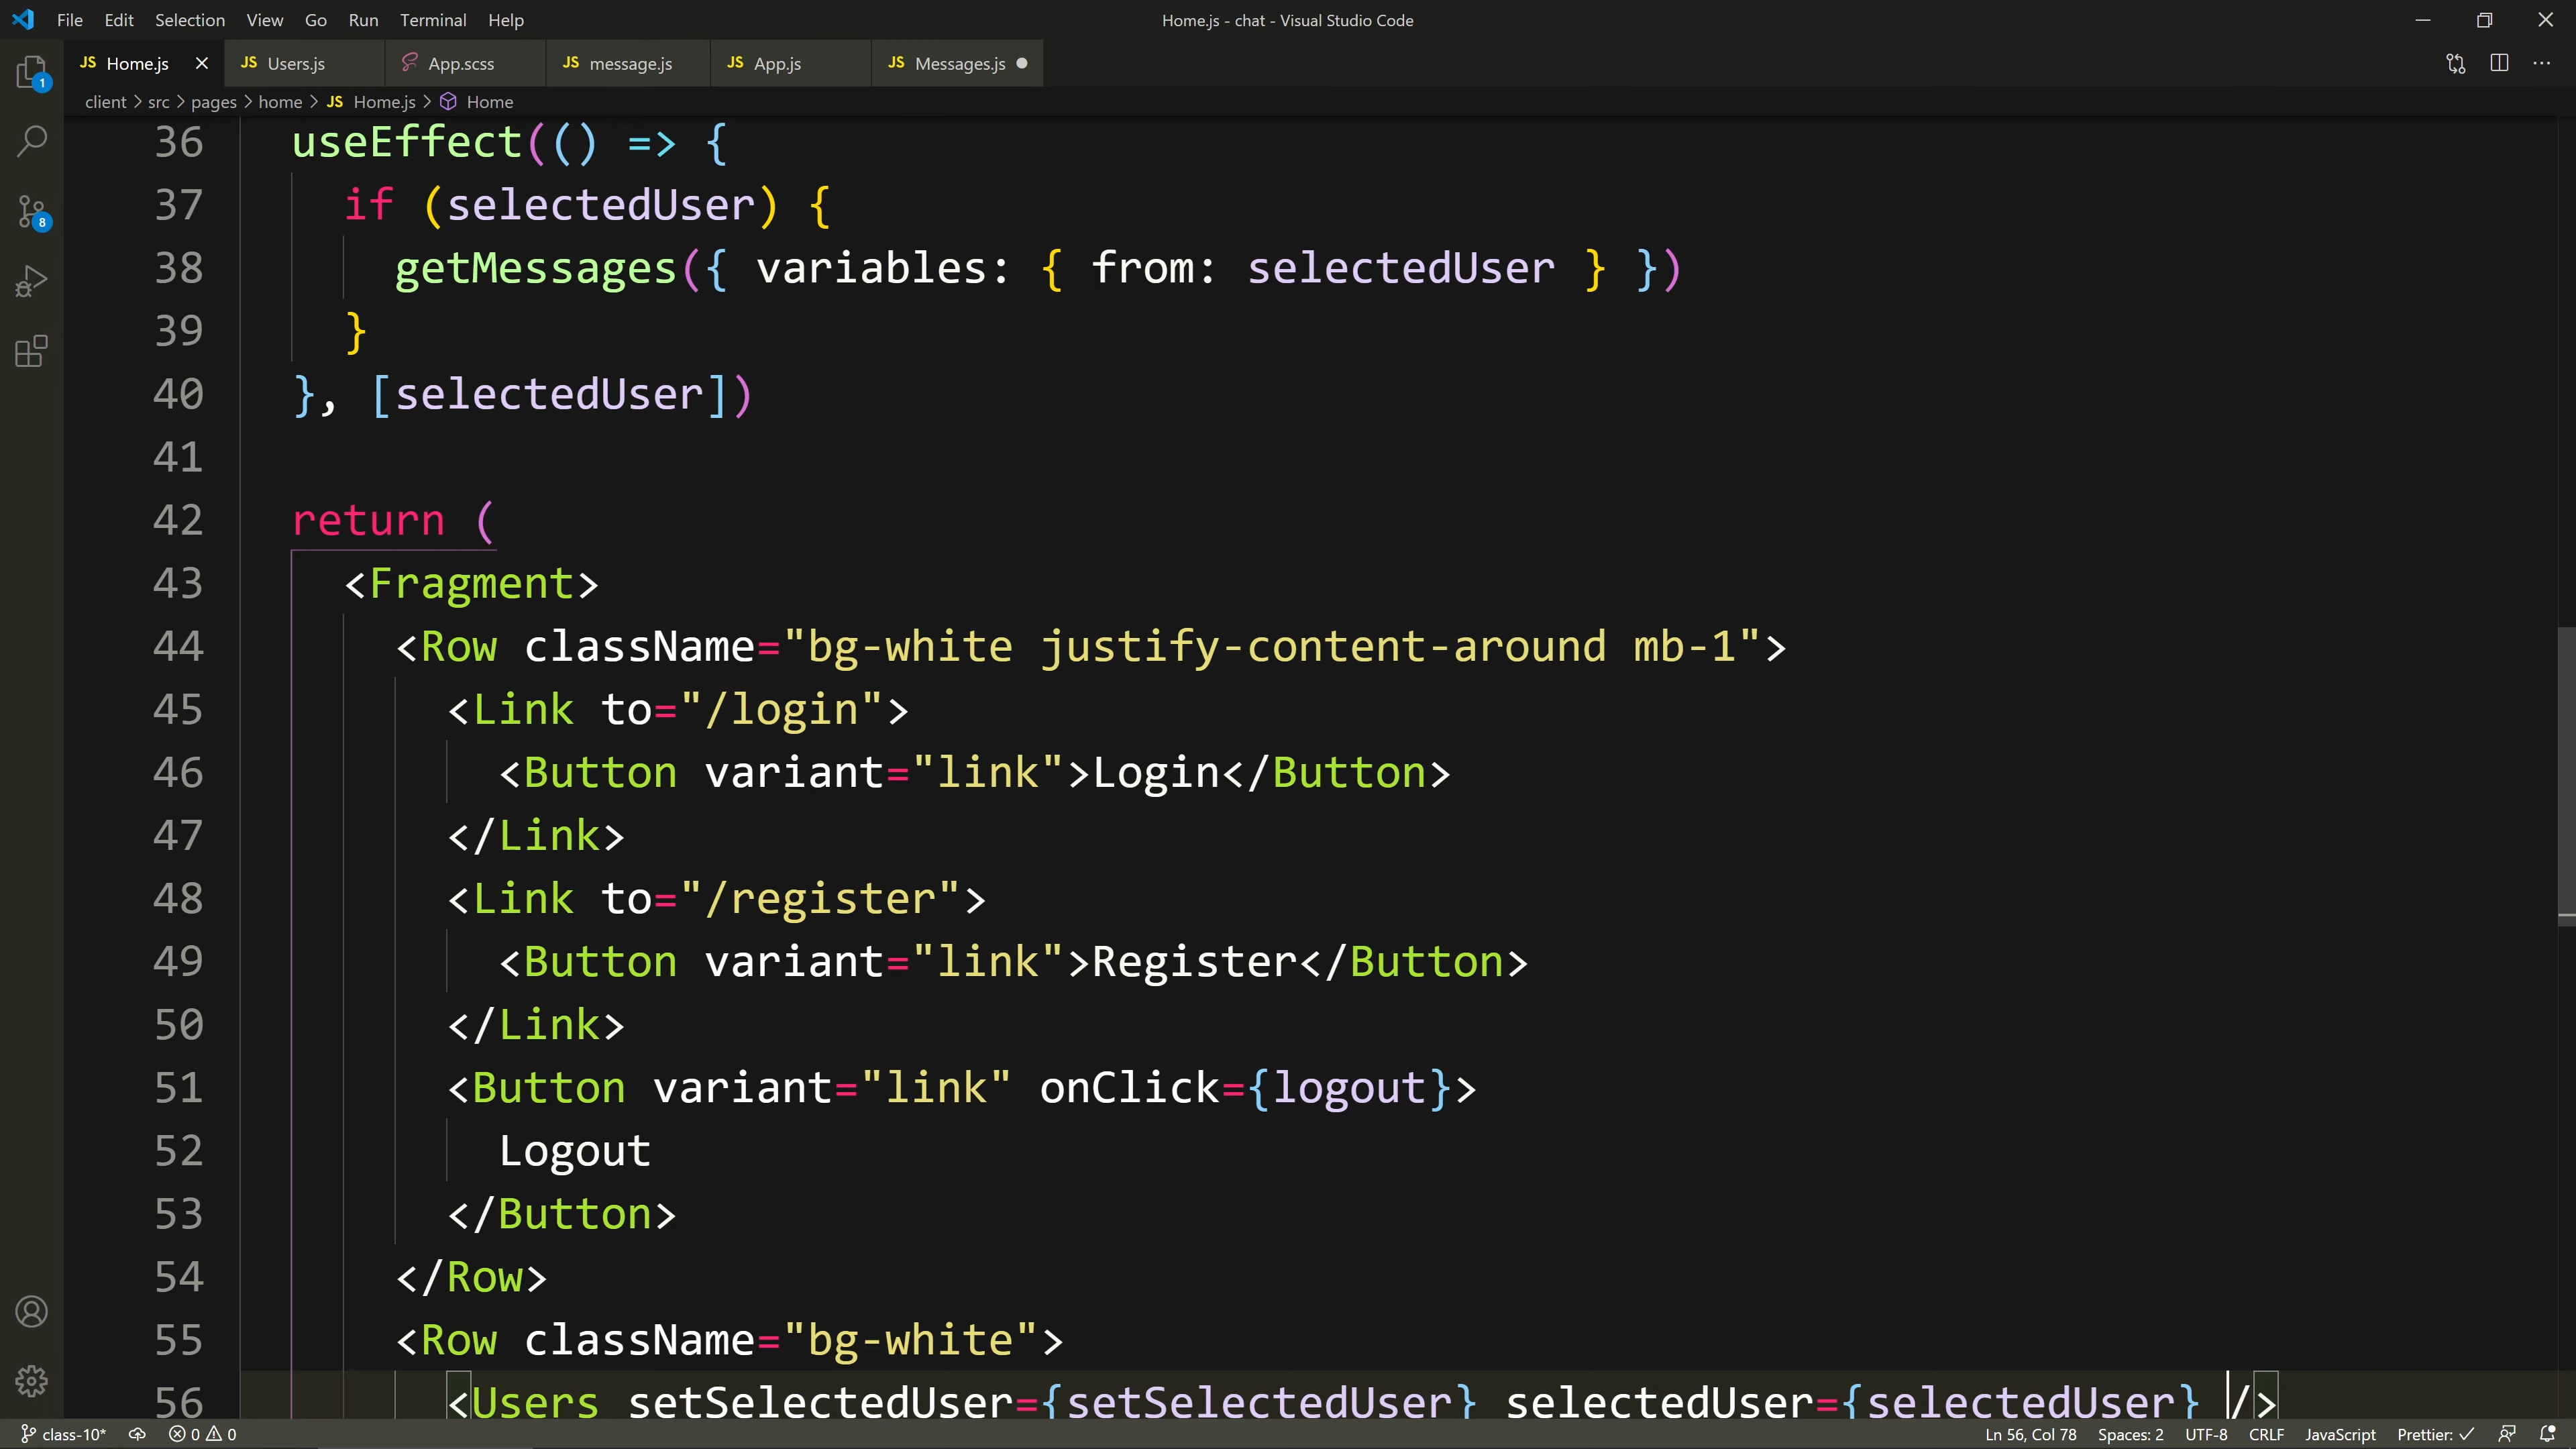 File Edit Selection View Go Run Terminal Help
Home.js - chat - Visual Studio Code
JS Home.js JS Users.js App.scss JS message.js JS App.js JS Messages.js
client > src > pages > home > JS Home.js > Home
1
8
36 useEffect(() => {
37 if (selectedUser) {
38 getMessages({ variables: { from: selectedUser } })
39 }
40 }, [selectedUser])
41
42 return (
43 <Fragment>
44 <Row className="bg-white justify-content-around mb-1">
45 <Link to="/login">
46 <Button variant="link">Login</Button>
47 </Link>
48 <Link to="/register">
49 <Button variant="link">Register</Button>
50 </Link>
51 <Button variant="link" onClick={logout}>
52 Logout
53 </Button>
54 </Row>
55 <Row className="bg-white">
56 <Users setSelectedUser={setSelectedUser} selectedUser={selectedUser} />
class-10* 0 0 Ln 56, Col 78 Spaces: 2 UTF-8 CRLF JavaScript Prettier: ✓